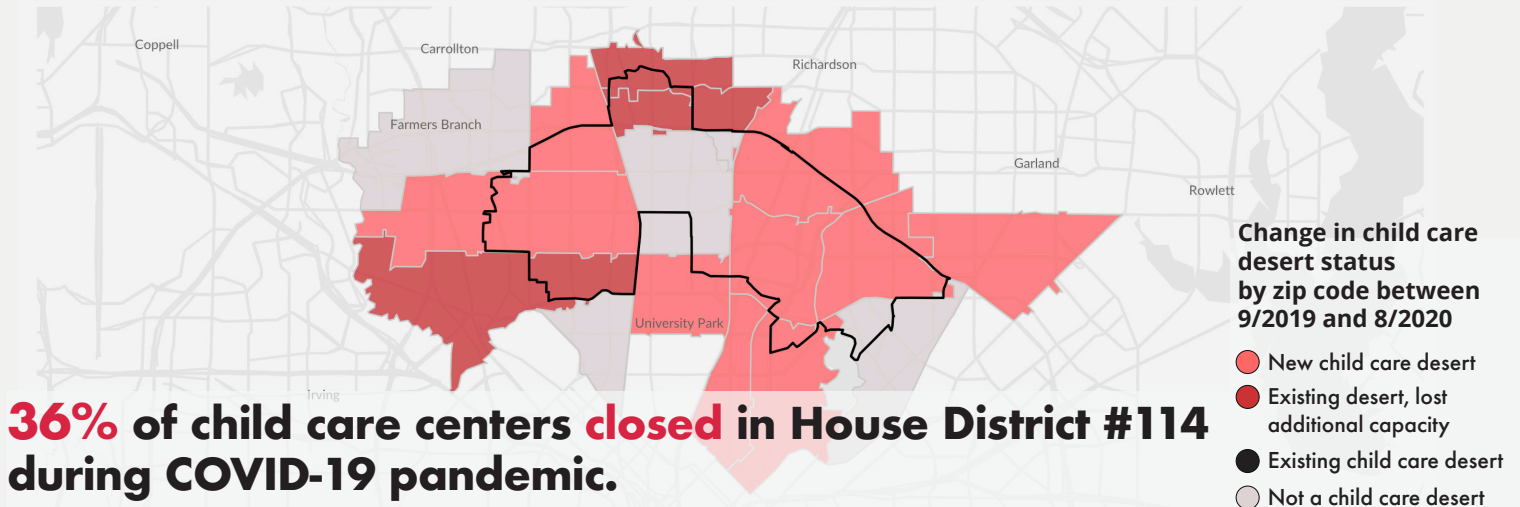 Coppell
Carrollton
Richardson
Farmers Branch
Garland
Rowlett
University Park
Irving
Change in child care
desert status
by zip code between
9/2019 and 8/2020
New child care desert
Existing desert, lost
additional capacity
Existing child care desert
Not a child care desert
36% of child care centers closed in House District #114
during COVID-19 pandemic.